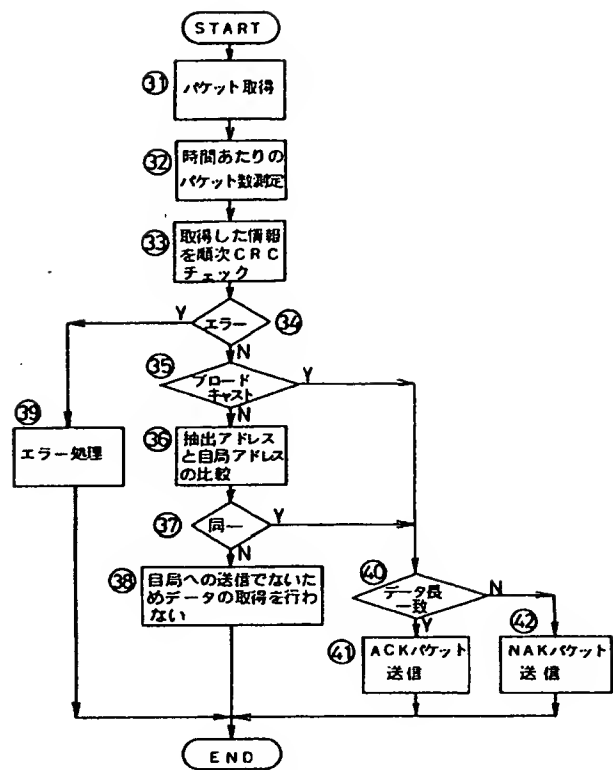 START
㉛
パケット取得
㉜
時間あたりの
パケット数測定
㉝
取得した情報
を順次CRC
チェック
Y
エラー
㉞
N
㉟
ブロード
キャスト
Y
N
㊴
エラー処理
㊱
抽出アドレス
と自局アドレス
の比較
㊲
同一
Y
N
㊳
自局への送信でないた
めデータの取得を行わ
ない
㊵
データ長
一致
N
Y
㊶
ACKパケット
送信
㊷
NAKパケット
送信
END